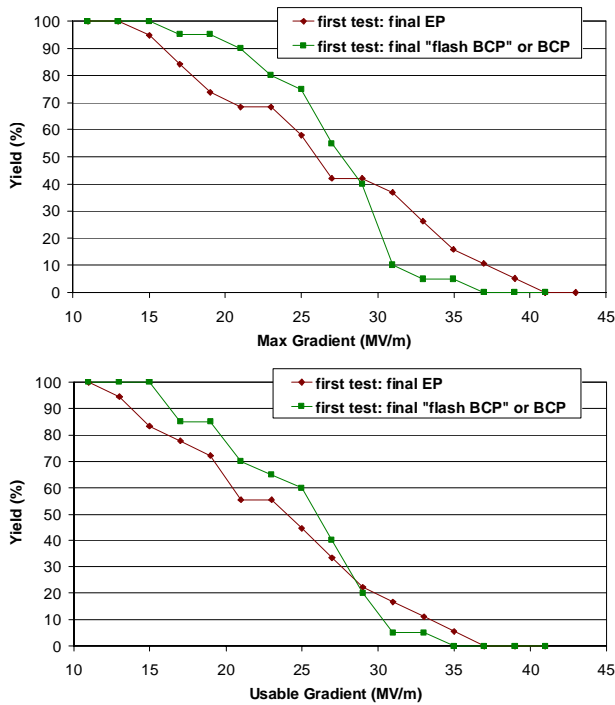 first test: final EP
first test: final "flash BCP" or BCP
Yield (%)
100
90
80
70
60
50
40
30
20
10
0
10 15 20 25 30 35 40 45
Max Gradient (MV/m)
first test: final EP
first test: final "flash BCP" or BCP
Yield (%)
100
90
80
70
60
50
40
30
20
10
0
10 15 20 25 30 35 40 45
Usable Gradient (MV/m)